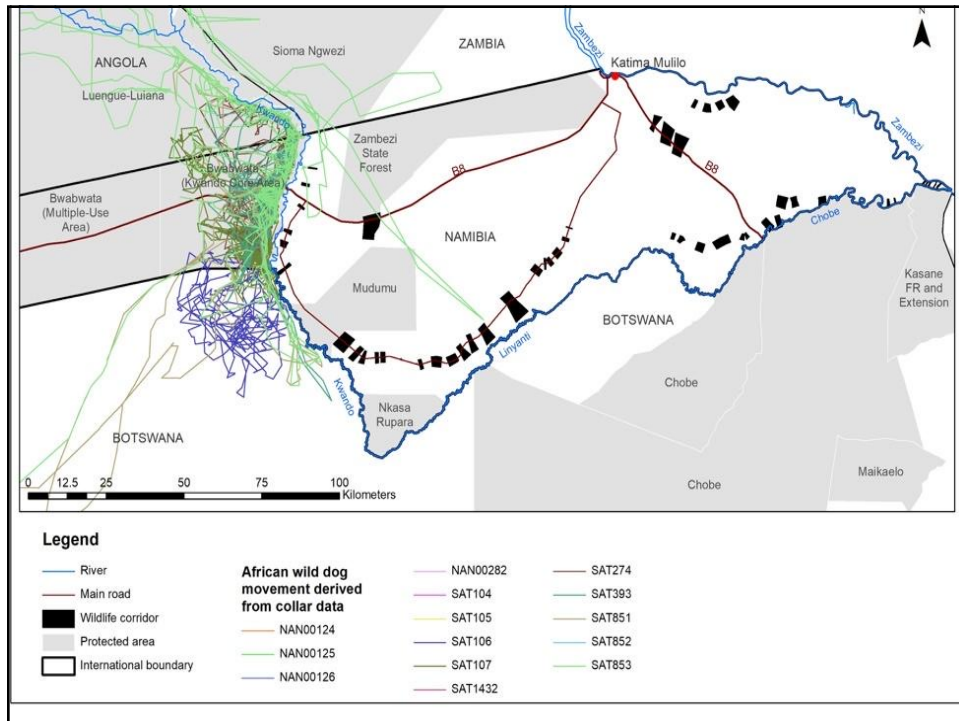 N
ZAMBIA
Sioma Ngwezi
Zambezi
ANGOLA
Katima Mulilo
Luengue-Luiana
Kwando
Zambezi
Zambezi
State
Forest
B8
B8
Bwabwata
(Kwando Core Area)
Bwabwata
(Multiple-Use
Area)
NAMIBIA
Chobe
Mudumu
Kasane
FR and
Extension
BOTSWANA
Linyanti
Kwando
Chobe
Nkasa
Rupara
BOTSWANA
Maikaelo
Chobe
0 12.5 25 50 75 100
Kilometers
Legend
River
Main road
Wildlife corridor
Protected area
International boundary
African wild dog
movement derived
from collar data
NAN00124
NAN00125
NAN00126
NAN00282
SAT104
SAT105
SAT106
SAT107
SAT1432
SAT274
SAT393
SAT851
SAT852
SAT853